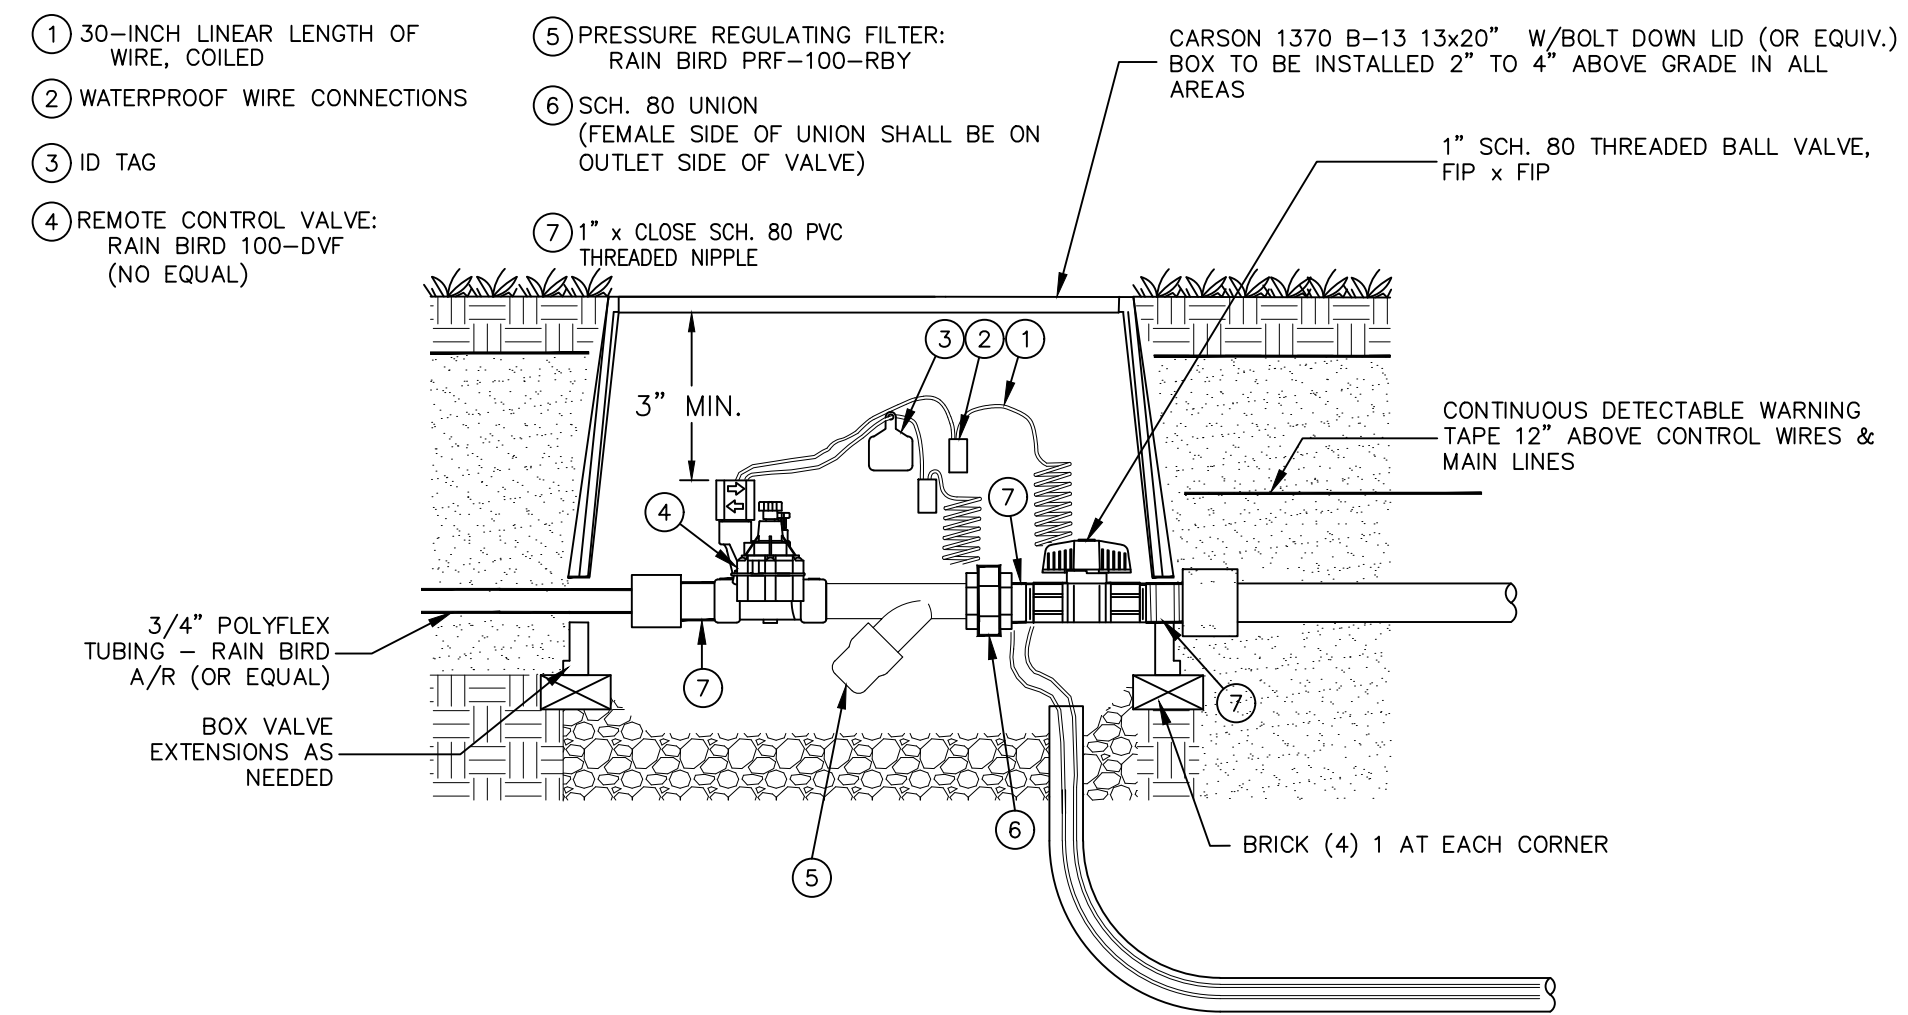 1 30-INCH LINEAR LENGTH OF
WIRE, COILED
2 WATERPROOF WIRE CONNECTIONS
3 ID TAG
4 REMOTE CONTROL VALVE:
RAIN BIRD 100-DVF
(NO EQUAL)
5 PRESSURE REGULATING FILTER:
RAIN BIRD PRF-100-RBY
6 SCH. 80 UNION
(FEMALE SIDE OF UNION SHALL BE ON
OUTLET SIDE OF VALVE)
7 1" x CLOSE SCH. 80 PVC
THREADED NIPPLE
CARSON 1370 B-13 13x20" W/BOLT DOWN LID (OR EQUIV.)
BOX TO BE INSTALLED 2" TO 4" ABOVE GRADE IN ALL
AREAS
1" SCH. 80 THREADED BALL VALVE,
FIP x FIP
3 2 1
3" MIN.
CONTINUOUS DETECTABLE WARNING
TAPE 12" ABOVE CONTROL WIRES &
MAIN LINES
7
4
3/4" POLYFLEX
TUBING - RAIN BIRD
A/R (OR EQUAL)
7
7
BOX VALVE
EXTENSIONS AS
NEEDED
6
BRICK (4) 1 AT EACH CORNER
5